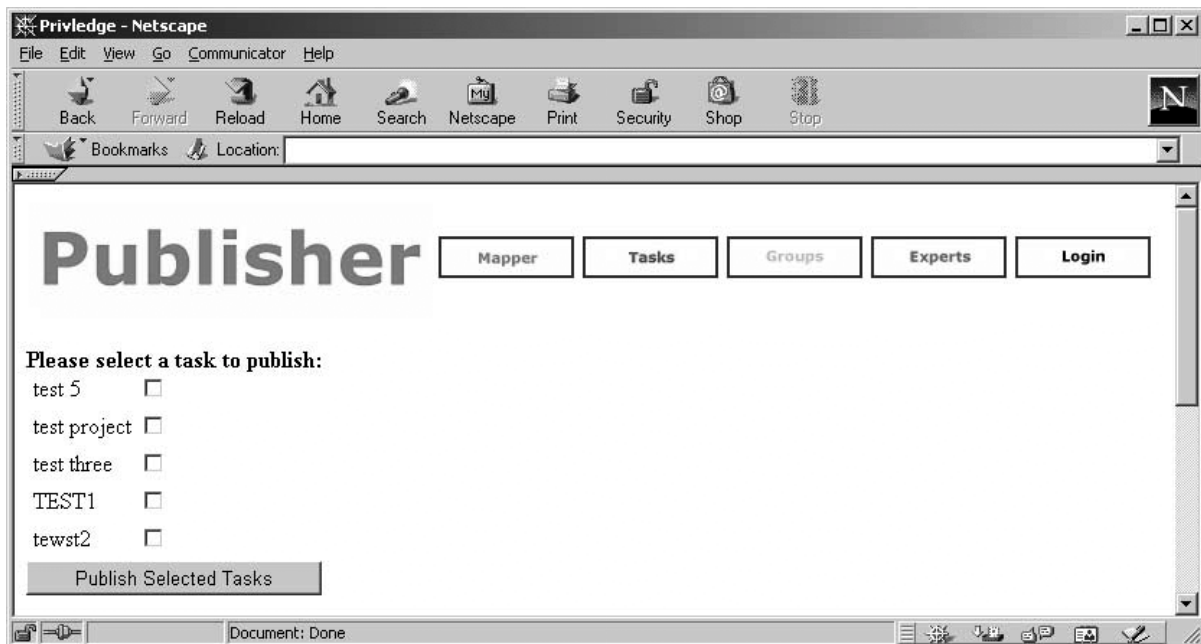 Privledge - Netscape
File Edit View Go Communicator Help
My
N
Back Forward Reload Home Search Netscape Print Security Shop Stop
Bookmarks Location:
Publisher Mapper Tasks Groups Experts Login
Please select a task to publish:
test 5
test project
test three
TEST1
tewst2
Publish Selected Tasks
Document: Done